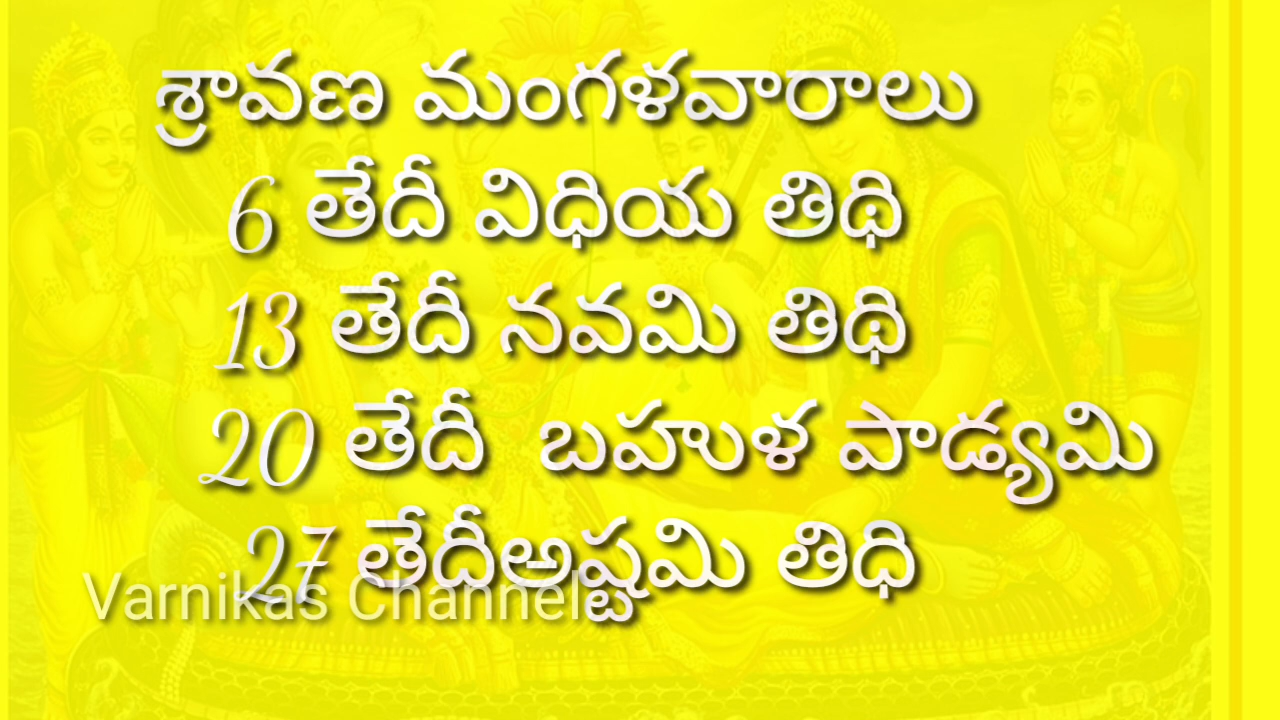 శ్రావణ మంగళవారాలు
6 తేదీ విధియ తిథి
13 తేదీ నవమి తిథి
20 తేదీ బహుళ పాడ్యమి
27 తేదీఅష్టమి తిధి
Varnikas Channel